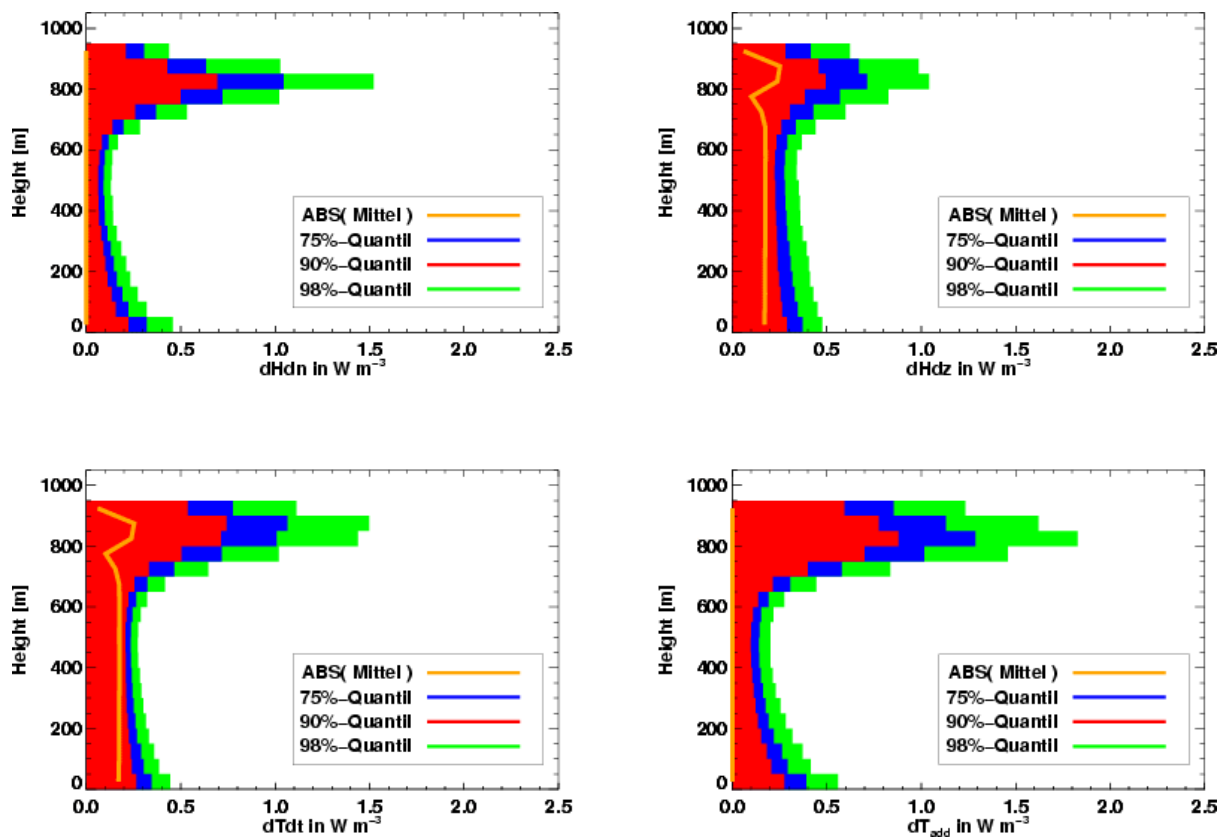 1000
800
600
400
200
0
Height [m]
ABS( Mittel )
75%-Quantil
90%-Quantil
98%-Quantil
0.0 0.5 1.0 1.5 2.0 2.5
dHdn in W m⁻³
1000
800
600
400
200
0
Height [m]
ABS( Mittel )
75%-Quantil
90%-Quantil
98%-Quantil
0.0 0.5 1.0 1.5 2.0 2.5
dHdz in W m⁻³
1000
800
600
400
200
0
Height [m]
ABS( Mittel )
75%-Quantil
90%-Quantil
98%-Quantil
0.0 0.5 1.0 1.5 2.0 2.5
dTdt in W m⁻³
1000
800
600
400
200
0
Height [m]
ABS( Mittel )
75%-Quantil
90%-Quantil
98%-Quantil
0.0 0.5 1.0 1.5 2.0 2.5
dT_add in W m⁻³